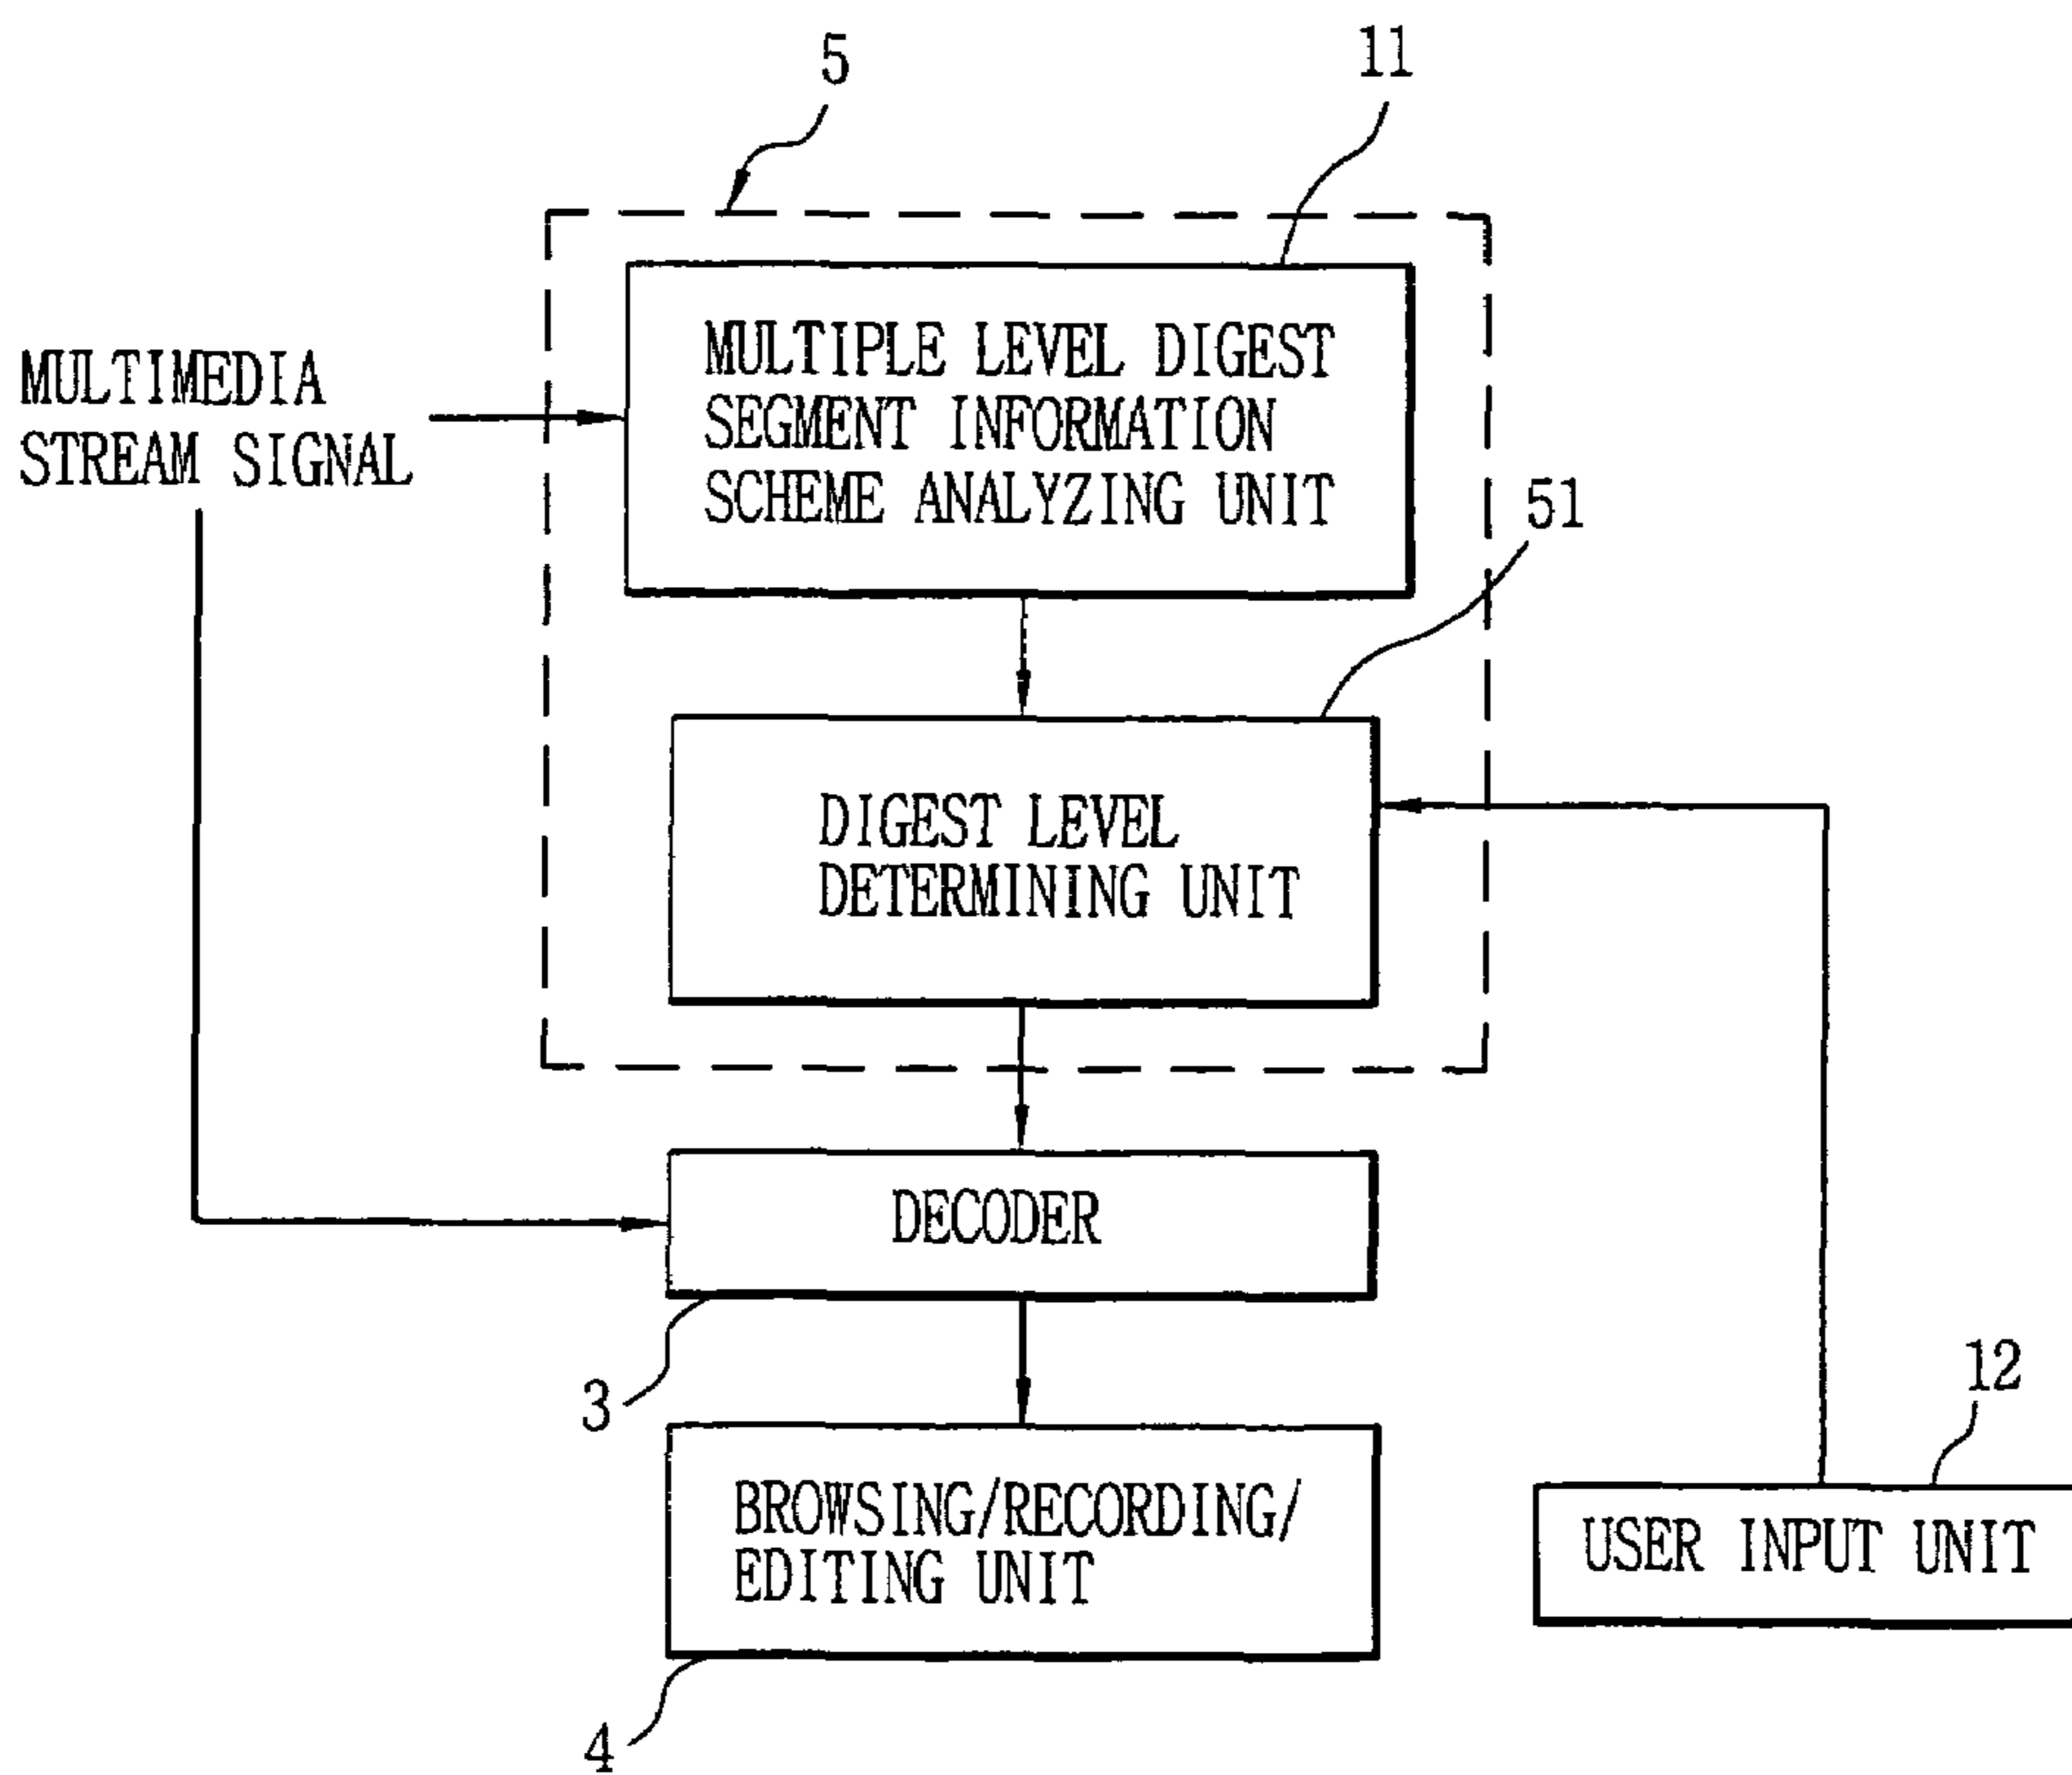 5
11
MULTIPLE LEVEL DIGEST
SEGMENT INFORMATION
SCHEME ANALYZING UNIT
MULTIMEDIA
STREAM SIGNAL
51
DIGEST LEVEL
DETERMINING UNIT
DECODER
3
12
BROWSING/RECORDING/
EDITING UNIT
USER INPUT UNIT
4